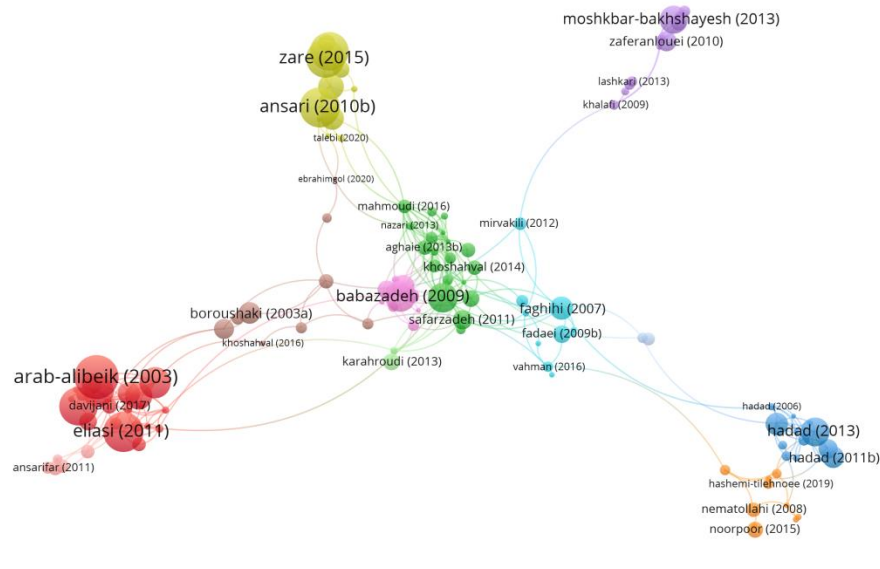 moshkbar-bakhshayesh (2013)
zaferanlouei (2010)
zare (2015)
lashkari (2013)
khalafi (2009)
ansari (2010b)
talebi (2020)
ebrahimgol (2020)
mahmoudi (2016)
nazari (2013)
mirvakili (2012)
aghaie (2013b)
khoshahval (2014)
babazadeh (2009)
faghihi (2007)
boroushaki (2003a)
safarzadeh (2011)
fadaei (2009b)
khoshahval (2016)
karahroudi (2013)
vahman (2016)
arab-alibeik (2003)
davijani (2017)
hadad (2006)
eliasi (2011)
hadad (2013)
hadad (2011b)
ansarifar (2011)
hashemi-tilehnoee (2019)
nematollahi (2008)
noorpoor (2015)